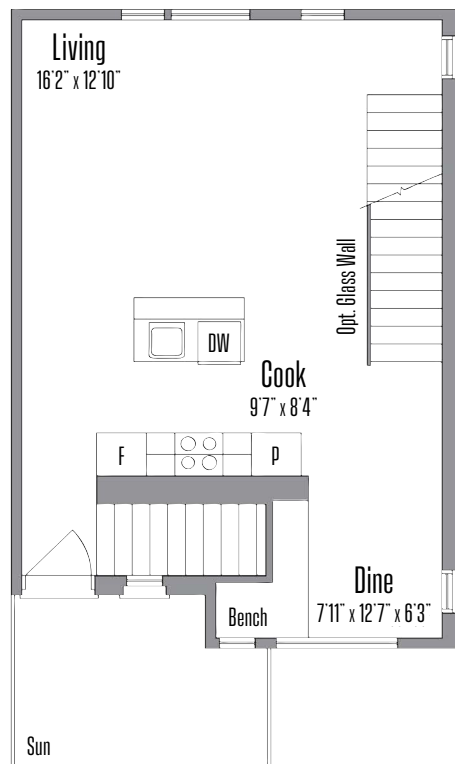 Living
16'2" x 12'10"
Opt. Glass Wall
DW
Cook
9'7" x 8'4"
F
P
Dine
7'11" x 12'7" x 6'3"
Bench
Sun